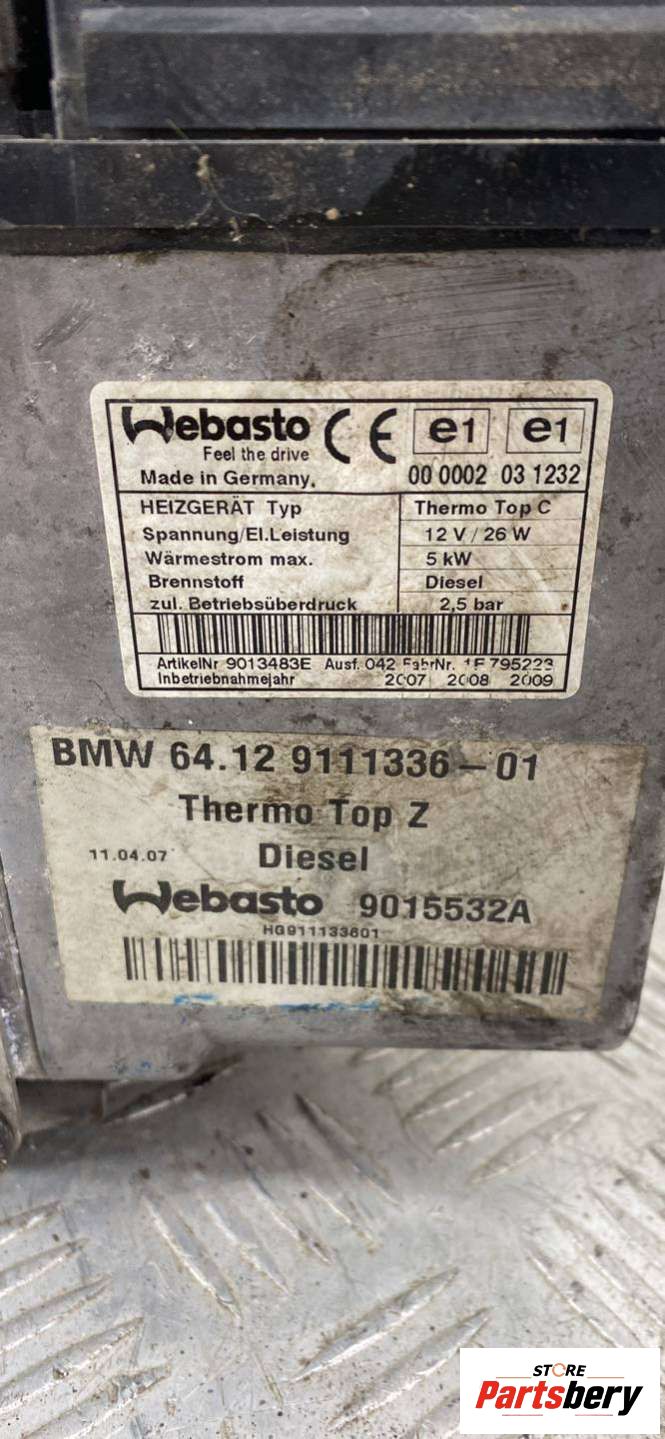 Webasto CE e1 e1
Feel the drive
Made in Germany. 00 0002 03 1232
HEIZGERÄT Typ Thermo Top C
Spannung/El.Leistung 12 V / 26 W
Wärmestrom max. 5 kW
Brennstoff Diesel
zul. Betriebsüberdruck 2,5 bar
ArtikelNr 9013483E Ausf. 042 FabrNr. 795223
Inbetriebnahmejahr 2007 2008 2009
BMW 64.12 9111336-01
Thermo Top Z
11.04.07 Diesel
Webasto 9015532A
HG911133601
STORE
Partsbery